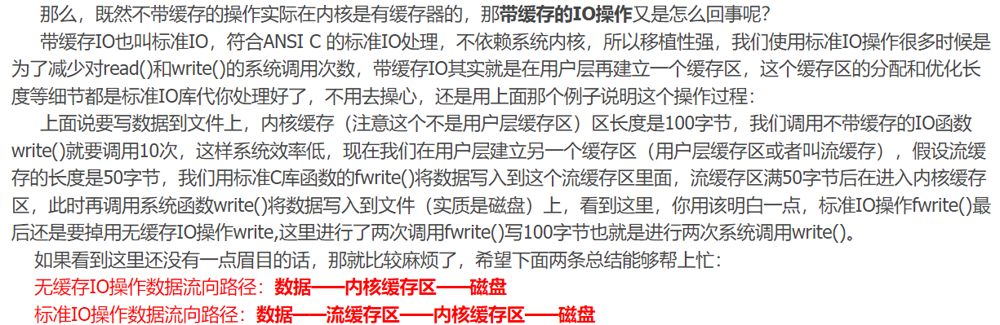 那么，既然不带缓存的操作实际在内核是有缓存器的，那带缓存的IO操作又是怎么回事呢？
带缓存IO也叫标准IO，符合ANSI C 的标准IO处理，不依赖系统内核，所以移植性强，我们使用标准IO操作很多时候是
为了减少对read()和write()的系统调用次数，带缓存IO其实就是在用户层再建立一个缓存区，这个缓存区的分配和优化长
度等细节都是标准IO库代你处理好了，不用去操心，还是用上面那个例子说明这个操作过程：
上面说要写数据到文件上，内核缓存（注意这个不是用户层缓存区）区长度是100字节，我们调用不带缓存的IO函数
write()就要调用10次，这样系统效率低，现在我们在用户层建立另一个缓存区（用户层缓存区或者叫流缓存），假设流缓
存的长度是50字节，我们用标准C库函数的fwrite()将数据写入到这个流缓存区里面，流缓存区满50字节后在进入内核缓存
区，此时再调用系统函数write()将数据写入到文件（实质是磁盘）上，看到这里，你用该明白一点，标准IO操作fwrite()最
后还是要掉用无缓存IO操作write,这里进行了两次调用fwrite()写100字节也就是进行两次系统调用write()。
如果看到这里还没有一点眉目的话，那就比较麻烦了，希望下面两条总结能够帮上忙：
无缓存IO操作数据流向路径：数据——内核缓存区——磁盘
标准IO操作数据流向路径：数据——流缓存区——内核缓存区——磁盘